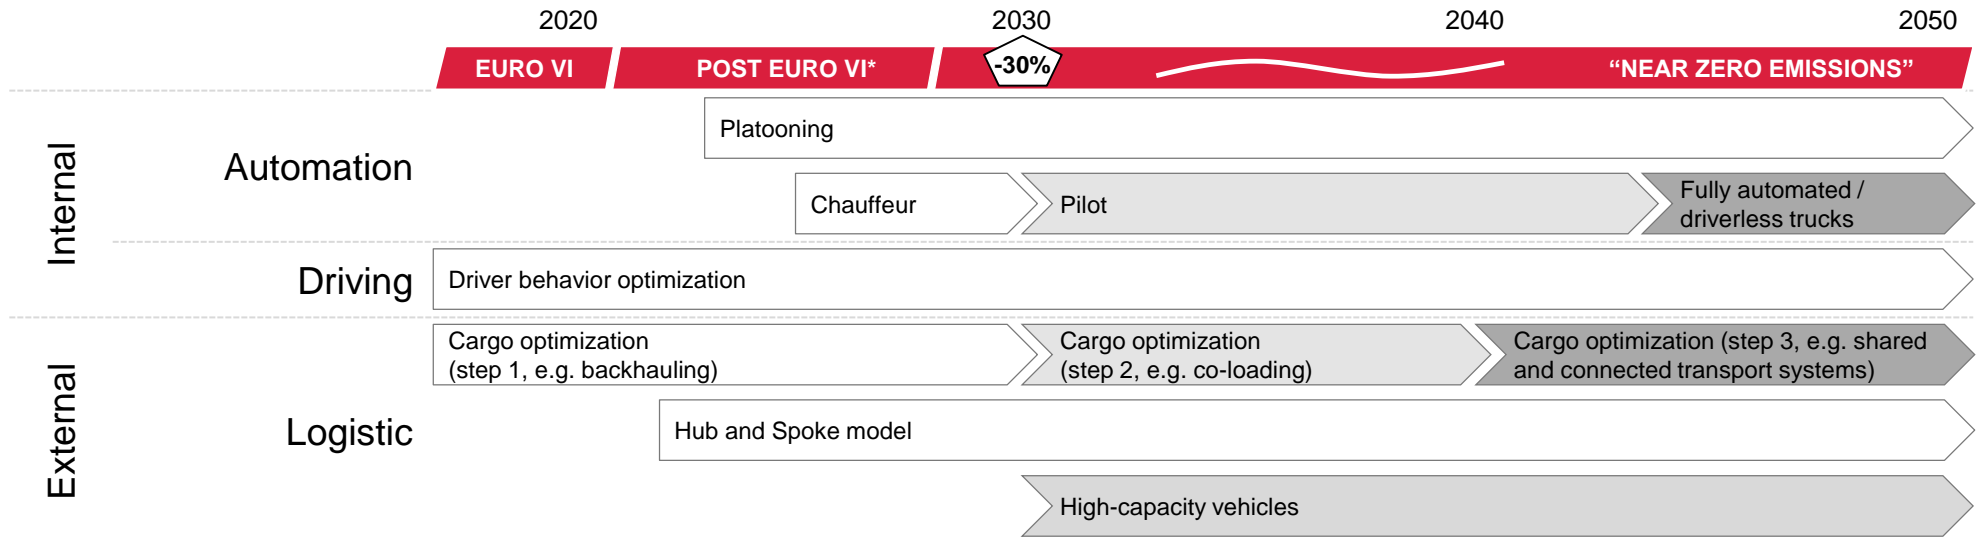 2020
2030
2040
2050
EURO VI
POST EURO VI*
-30%
“NEAR ZERO EMISSIONS”
Internal
Automation
Platooning
Chauffeur
Pilot
Fully automated /
driverless trucks
Driving
Driver behavior optimization
External
Logistic
Cargo optimization
(step 1, e.g. backhauling)
Cargo optimization
(step 2, e.g. co-loading)
Cargo optimization (step 3, e.g. shared
and connected transport systems)
Hub and Spoke model
High-capacity vehicles